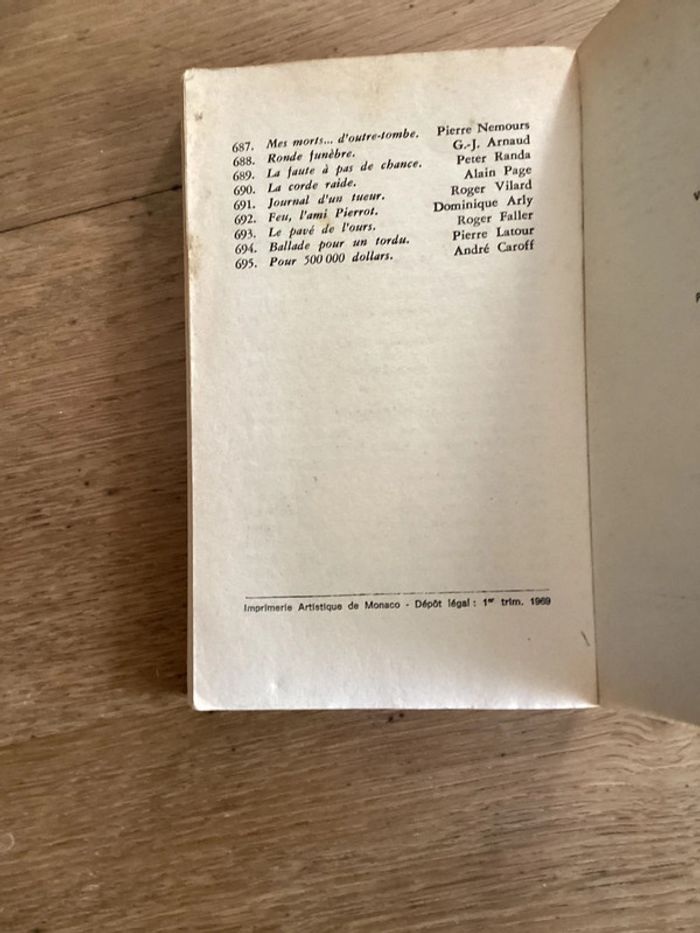 687. Mes morts... d'outre-tombe. Pierre Nemours
688. Ronde funèbre. G.-J. Arnaud
689. La faute à pas de chance. Peter Randa
690. La corde raide. Alain Page
691. Journal d'un tueur. Roger Vilard
692. Feu, l'ami Pierrot. Dominique Arly
693. Le pavé de l'ours. Roger Faller
694. Ballade pour un tordu. Pierre Latour
695. Pour 500 000 dollars. André Caroff
Imprimerie Artistique de Monaco - Dépôt légal : 1er trim. 1969